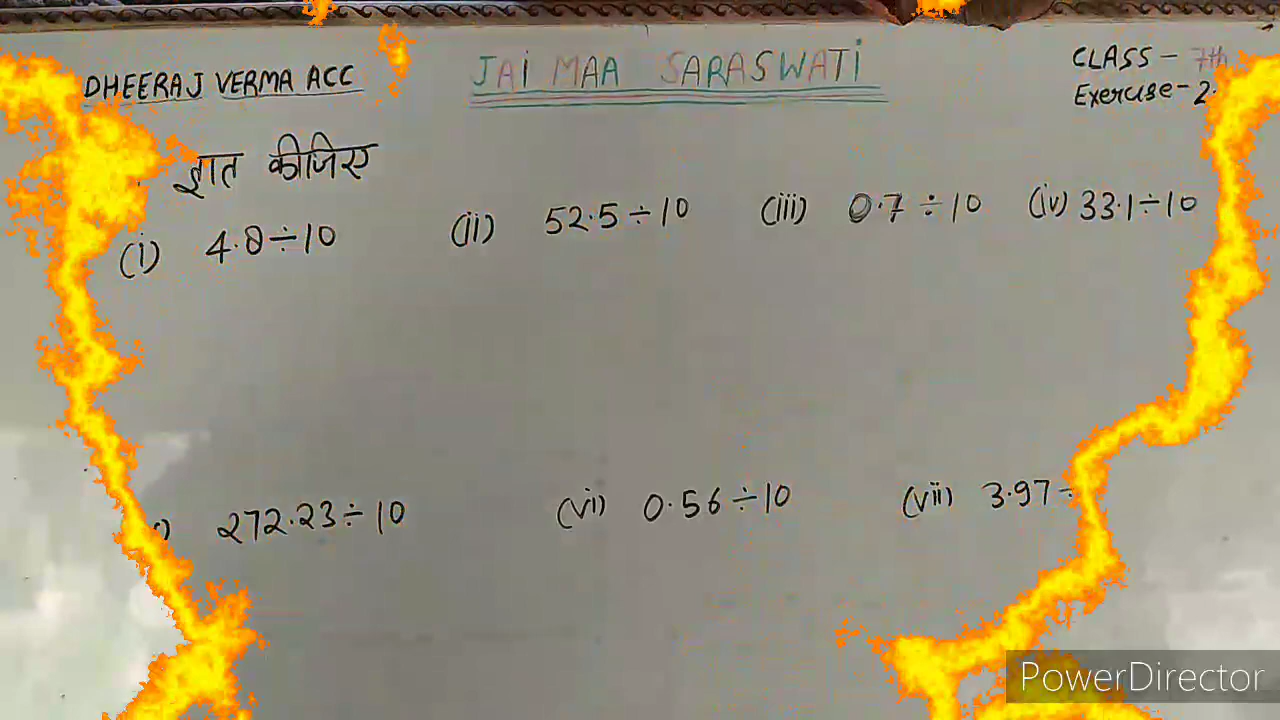 DHEERAJ VERMA ACC
JAI MAA SARASWATI
CLASS - 7th
Exercise - 2.
ज्ञात कीजिए
(i) 4.8÷10 (ii) 52.5÷10 (iii) 0.7÷10 (iv) 33.1÷10
272.23÷10 (vi) 0.56÷10 (vii) 3.97÷
PowerDirector